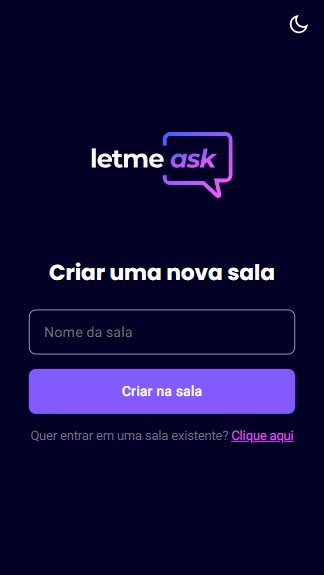 letme ask
Criar uma nova sala
Nome da sala
Criar na sala
Quer entrar em uma sala existente? Clique aqui